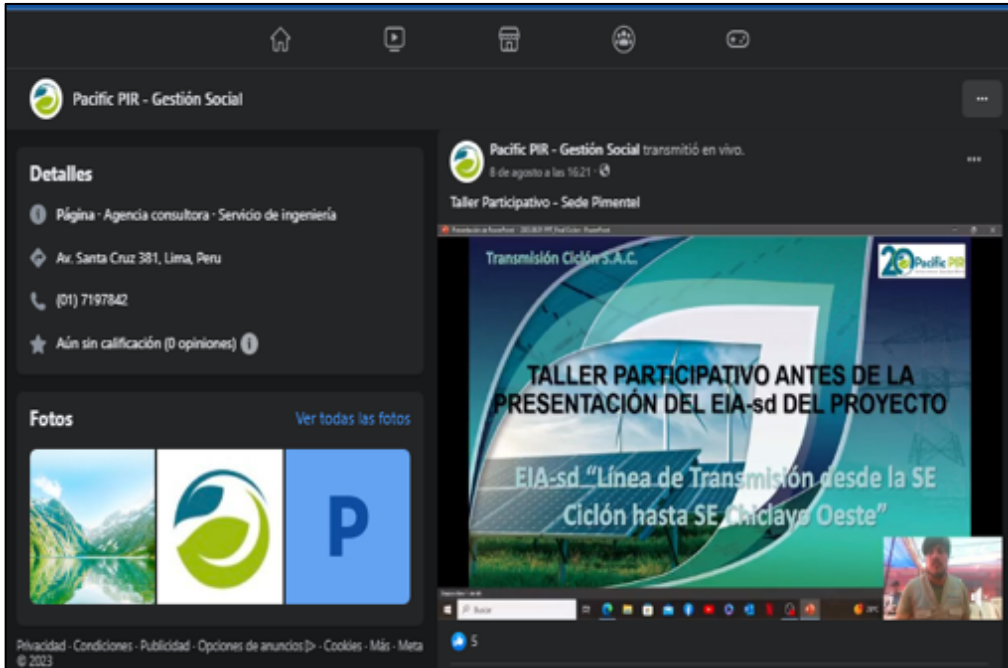 Pacific PIR - Gestión Social
Detalles
Página · Agencia consultora · Servicio de ingeniería
Av. Santa Cruz 381, Lima, Peru
(01) 7197842
Aún sin calificación (0 opiniones)
Fotos
Ver todas las fotos
P
Privacidad · Condiciones · Publicidad · Opciones de anuncios · Cookies · Más · Meta
© 2023
Pacific PIR - Gestión Social transmitió en vivo.
8 de agosto a las 16:21
Taller Participativo - Sede Pimentel
Transmisión Ciclón S.A.C.
20 Pacific PIR
TALLER PARTICIPATIVO ANTES DE LA
PRESENTACIÓN DEL EIA-sd DEL PROYECTO
EIA-sd “Línea de Transmisión desde la SE
Ciclón hasta SE Chiclayo Oeste”
Buscar
5